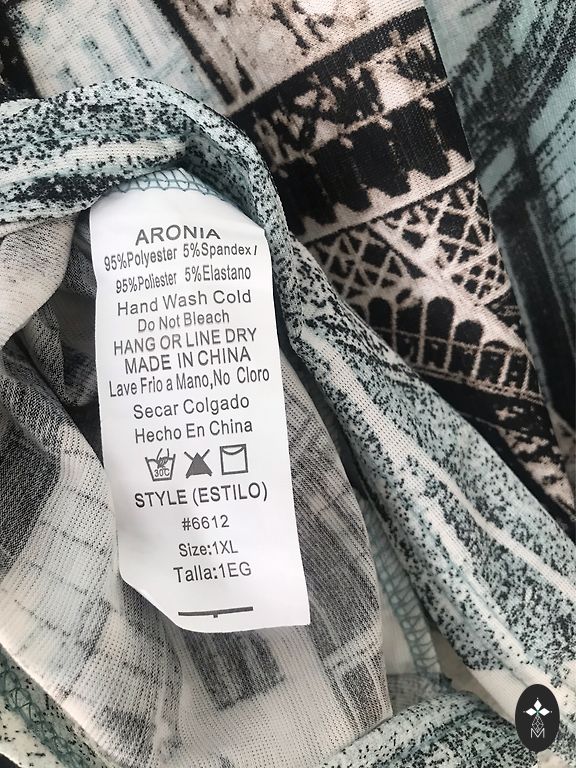 ARONIA
95%Polyester 5%Spandex/
95%Poliester 5%Elastano
Hand Wash Cold
Do Not Bleach
HANG OR LINE DRY
MADE IN CHINA
Lave Frio a Mano,No Cloro
Secar Colgado
Hecho En China
30C
STYLE (ESTILO)
#6612
Size:1XL
Talla:1EG
M